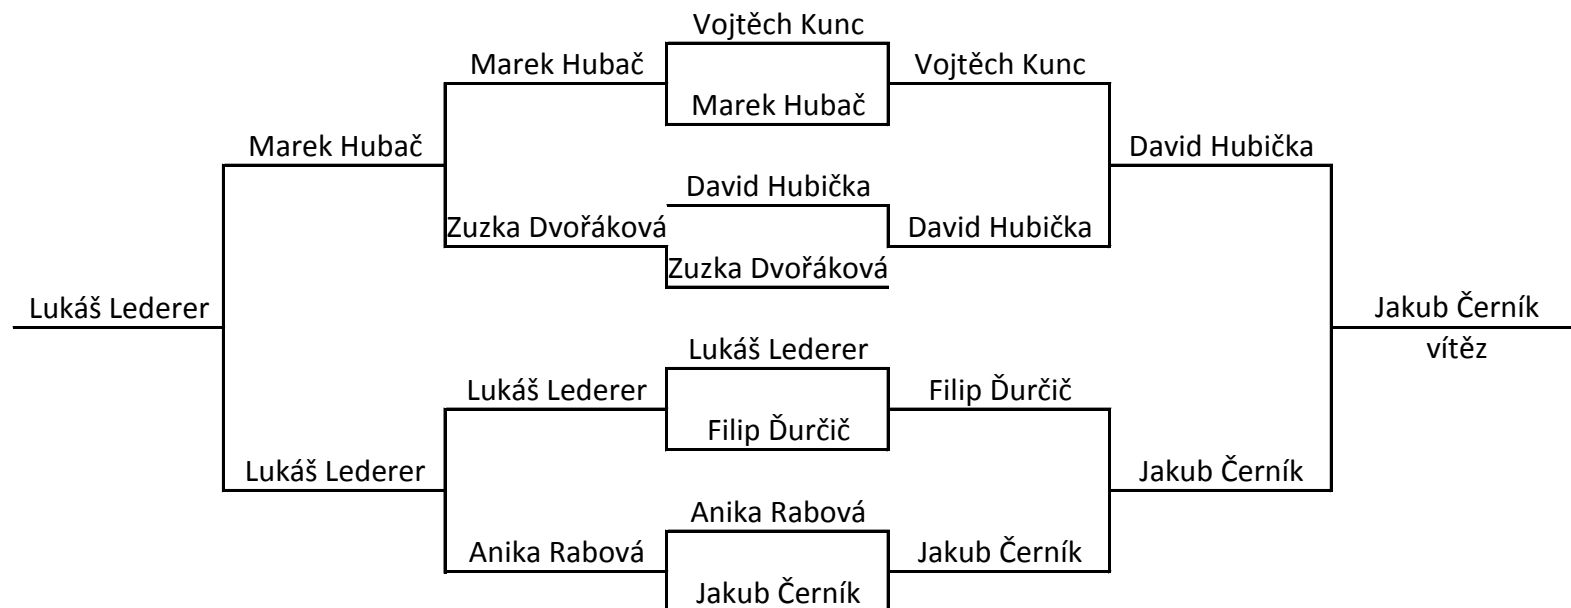 Vojtěch Kunc
Marek Hubač
Vojtěch Kunc
Marek Hubač
Marek Hubač
David Hubička
David Hubička
Zuzka Dvořáková
David Hubička
Zuzka Dvořáková
Lukáš Lederer
Jakub Černík
vítěz
Lukáš Lederer
Lukáš Lederer
Filip Ďurčič
Filip Ďurčič
Lukáš Lederer
Jakub Černík
Anika Rabová
Anika Rabová
Jakub Černík
Jakub Černík